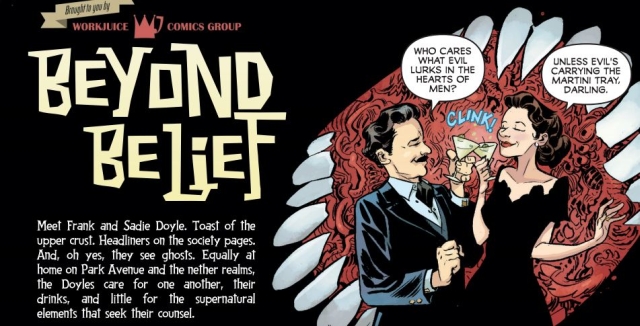 Brought to you by
WORKJUICE COMICS GROUP
BEYOND
BELIEF
Meet Frank and Sadie Doyle. Toast of the
upper crust. Headliners on the society pages.
And, oh yes, they see ghosts. Equally at
home on Park Avenue and the nether realms,
the Doyles care for one another, their
drinks, and little for the supernatural
elements that seek their counsel.
WHO CARES
WHAT EVIL
LURKS IN THE
HEARTS OF
MEN?
UNLESS EVIL'S
CARRYING THE
MARTINI TRAY,
DARLING.
CLINK!